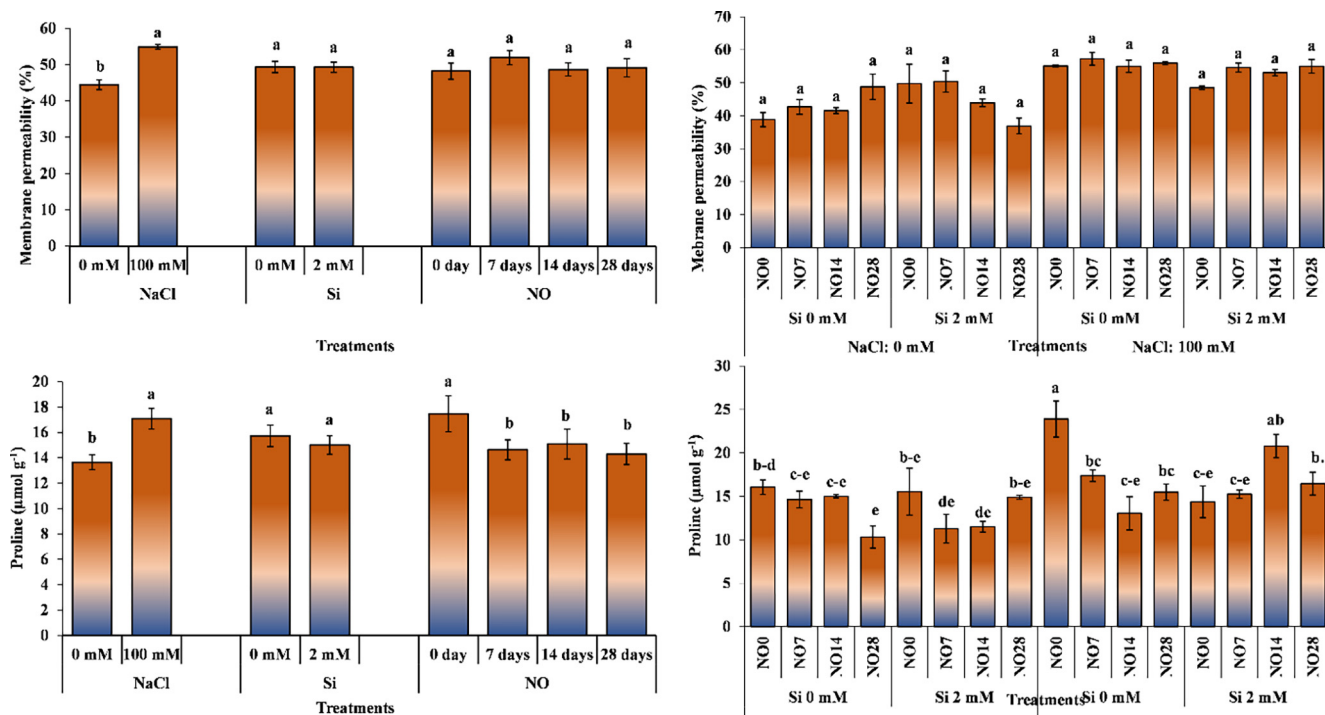 60
50
40
30
20
10
0
Membrane permeability (%)
b a a a a a a a
0 mM 100 mM 0 mM 2 mM 0 day 7 days 14 days 28 days
NaCl Si NO
Treatments
70
60
50
40
30
20
10
0
Mebrane permeability (%)
a a a a a a a a a a a a a a a a
NO0 NO7 NO14 NO28 NO0 NO7 NO14 NO28 NO0 NO7 NO14 NO28 NO0 NO7 NO14 NO28
Si 0 mM Si 2 mM Si 0 mM Si 2 mM
NaCl: 0 mM Treatments NaCl: 100 mM
20
18
16
14
12
10
8
6
4
2
0
Proline (µmol g⁻¹)
b a a a a b b b
0 mM 100 mM 0 mM 2 mM 0 day 7 days 14 days 28 days
NaCl Si NO
Treatments
30
25
20
15
10
5
0
Proline (µmol g⁻¹)
b-d c-e c-e e b-e de de b-e a bc c-e bc c-e c-e ab b.
NO0 NO7 NO14 NO28 NO0 NO7 NO14 NO28 NO0 NO7 NO14 NO28 NO0 NO7 NO14 NO28
Si 0 mM Si 2 mM Treatments Si 0 mM Si 2 mM